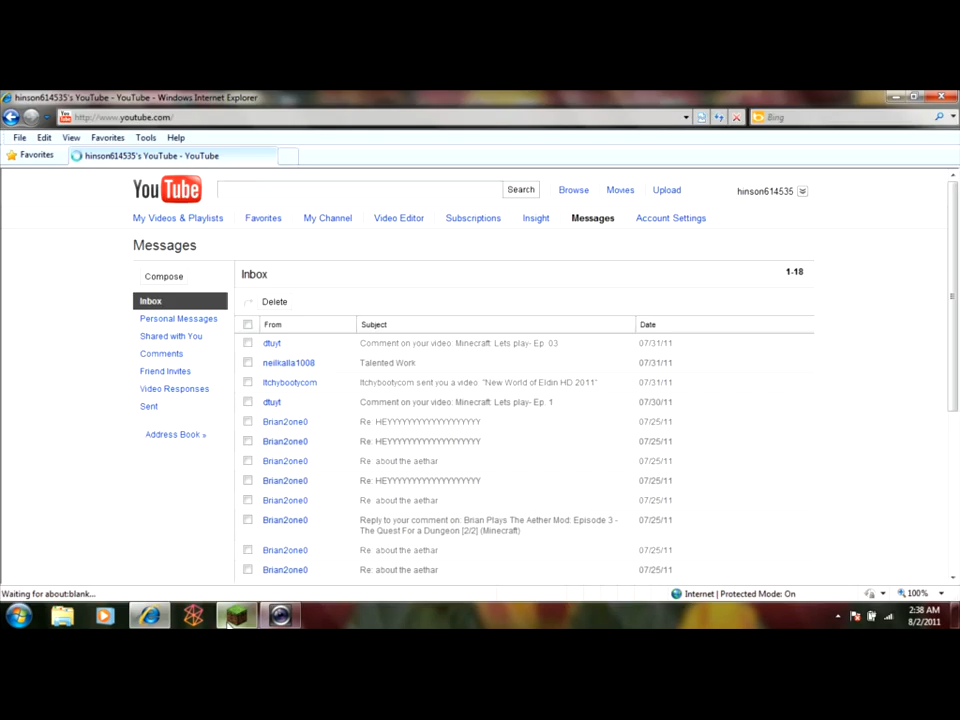 hinson614535's YouTube - YouTube - Windows Internet Explorer
http://www.youtube.com/
Bing
File Edit View Favorites Tools Help
Favorites
hinson614535's YouTube - YouTube
YouTube
Search
Browse Movies Upload
hinson614535
My Videos & Playlists Favorites My Channel Video Editor Subscriptions Insight Messages Account Settings
Messages
Compose
Inbox
Personal Messages
Shared with You
Comments
Friend Invites
Video Responses
Sent
Address Book »
Inbox
1-18
Delete
From Subject Date
dtuyt Comment on your video: Minecraft: Lets play- Ep. 03 07/31/11
neilkalla1008 Talented Work 07/31/11
Itchybootycom Itchybootycom sent you a video: "New World of Eldin HD 2011" 07/31/11
dtuyt Comment on your video: Minecraft: Lets play- Ep. 1 07/30/11
Brian2one0 Re: HEYYYYYYYYYYYYYYYYYYY 07/25/11
Brian2one0 Re: HEYYYYYYYYYYYYYYYYYYY 07/25/11
Brian2one0 Re: about the aethar 07/25/11
Brian2one0 Re: HEYYYYYYYYYYYYYYYYYYY 07/25/11
Brian2one0 Re: about the aethar 07/25/11
Brian2one0 Reply to your comment on: Brian Plays The Aether Mod: Episode 3 - 07/25/11
The Quest For a Dungeon [2/2] (Minecraft)
Brian2one0 Re: about the aethar 07/25/11
Brian2one0 Re: about the aethar 07/25/11
Waiting for about:blank...
Internet | Protected Mode: On
100%
2:38 AM
8/2/2011